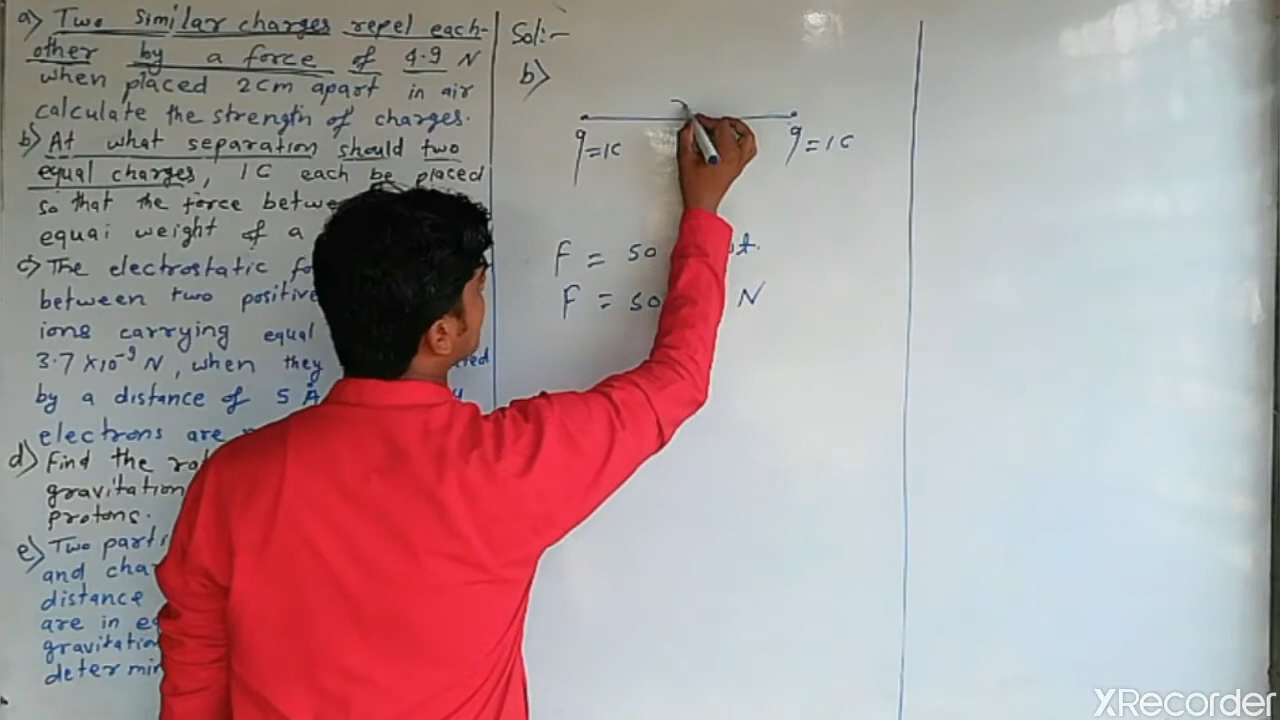 a) Two similar charges repel each-
other by a force of 4.9 N
when placed 2cm apart in air
calculate the strength of charges.
b) At what separation should two
equal charges, 1C each be placed
so that the force betwe
equai weight of a
c) The electrostatic fo
between two positive
ions carrying equal
3.7 X10⁻⁹ N, when they
by a distance of 5 Å
electrons are
d) Find the ra
gravitation
protons.
e) Two parti
and cha
distance
are in e
gravitation
determin
Sol:-
b)
q = 1C q = 1C
F = 50
F = 50 N
XRecorder